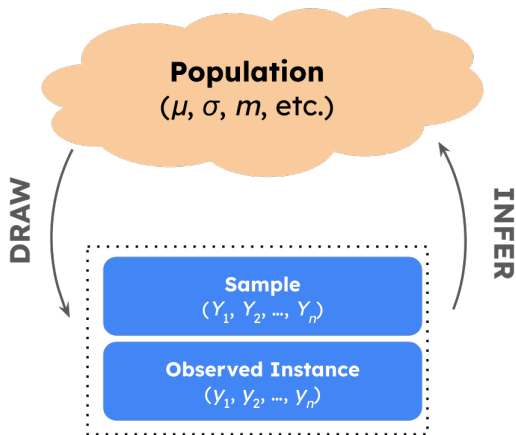 Population
(μ, σ, m, etc.)
DRAW
INFER
Sample
(Y₁, Y₂, ..., Yₙ)
Observed Instance
(y₁, y₂, ..., yₙ)